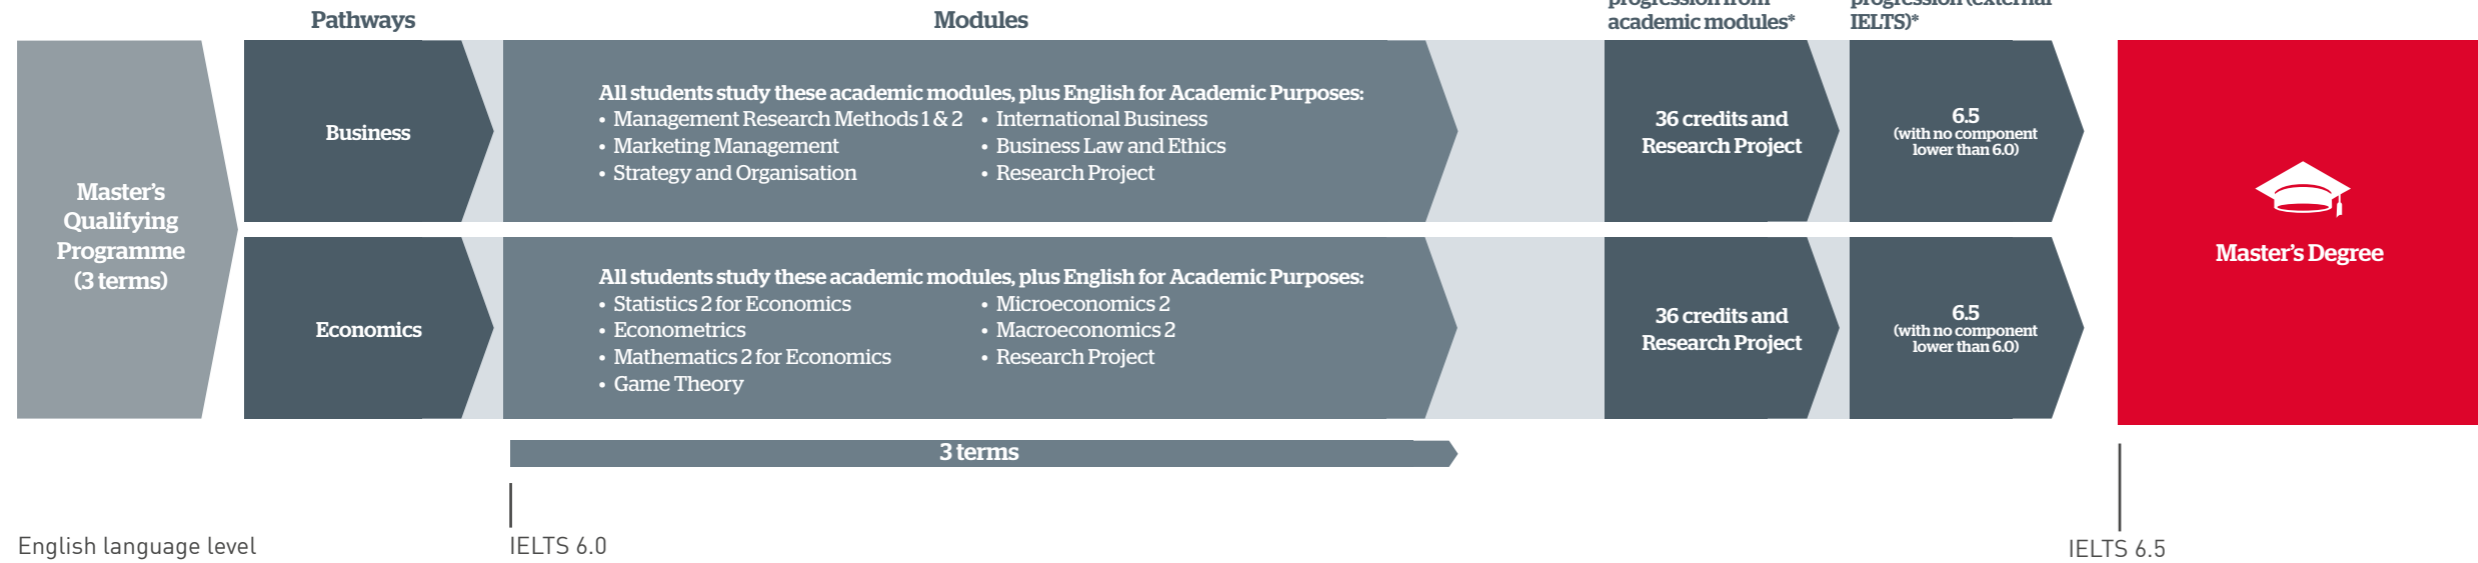 Pathways
Modules
progression from
academic modules*
progression (external
IELTS)*
Master's
Qualifying
Programme
(3 terms)
Business
All students study these academic modules, plus English for Academic Purposes:
• Management Research Methods 1 & 2
• Marketing Management
• Strategy and Organisation
• International Business
• Business Law and Ethics
• Research Project
36 credits and
Research Project
6.5
(with no component
lower than 6.0)
Economics
All students study these academic modules, plus English for Academic Purposes:
• Statistics 2 for Economics
• Econometrics
• Mathematics 2 for Economics
• Game Theory
• Microeconomics 2
• Macroeconomics 2
• Research Project
36 credits and
Research Project
6.5
(with no component
lower than 6.0)
Master's Degree
3 terms
English language level
IELTS 6.0
IELTS 6.5